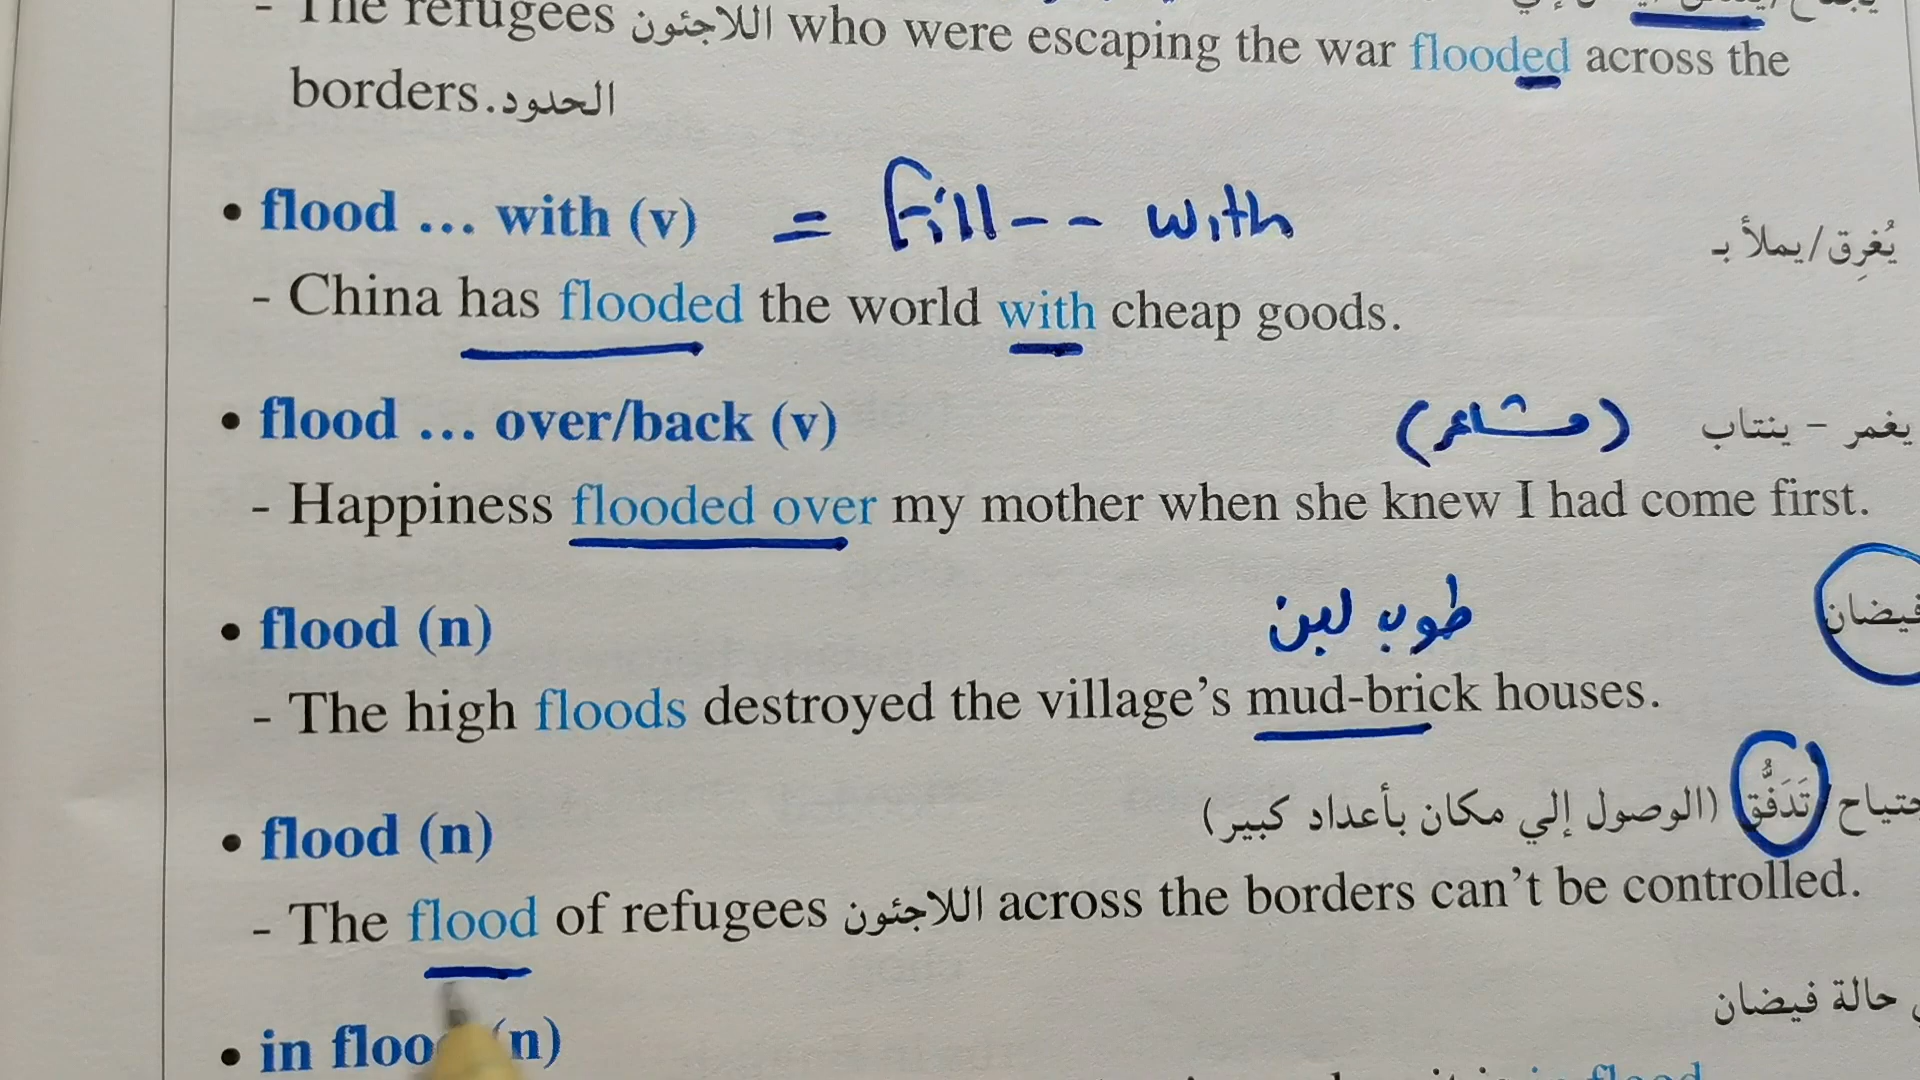 - The refugees اللاجئون who were escaping the war flooded across the
borders. الحدود
• flood ... with (v) = fill -- with يُغرِق/يملأ بـ
- China has flooded the world with cheap goods.
• flood ... over/back (v) (مشاعر) يغمر - ينتاب
- Happiness flooded over my mother when she knew I had come first.
• flood (n) طوب لبن فيضان
- The high floods destroyed the village's mud-brick houses.
• flood (n) تَدَفُّق (الوصول إلي مكان بأعداد كبير)
- The flood of refugees اللاجئون across the borders can't be controlled.
حالة فيضان
• in flood (n)
in flood